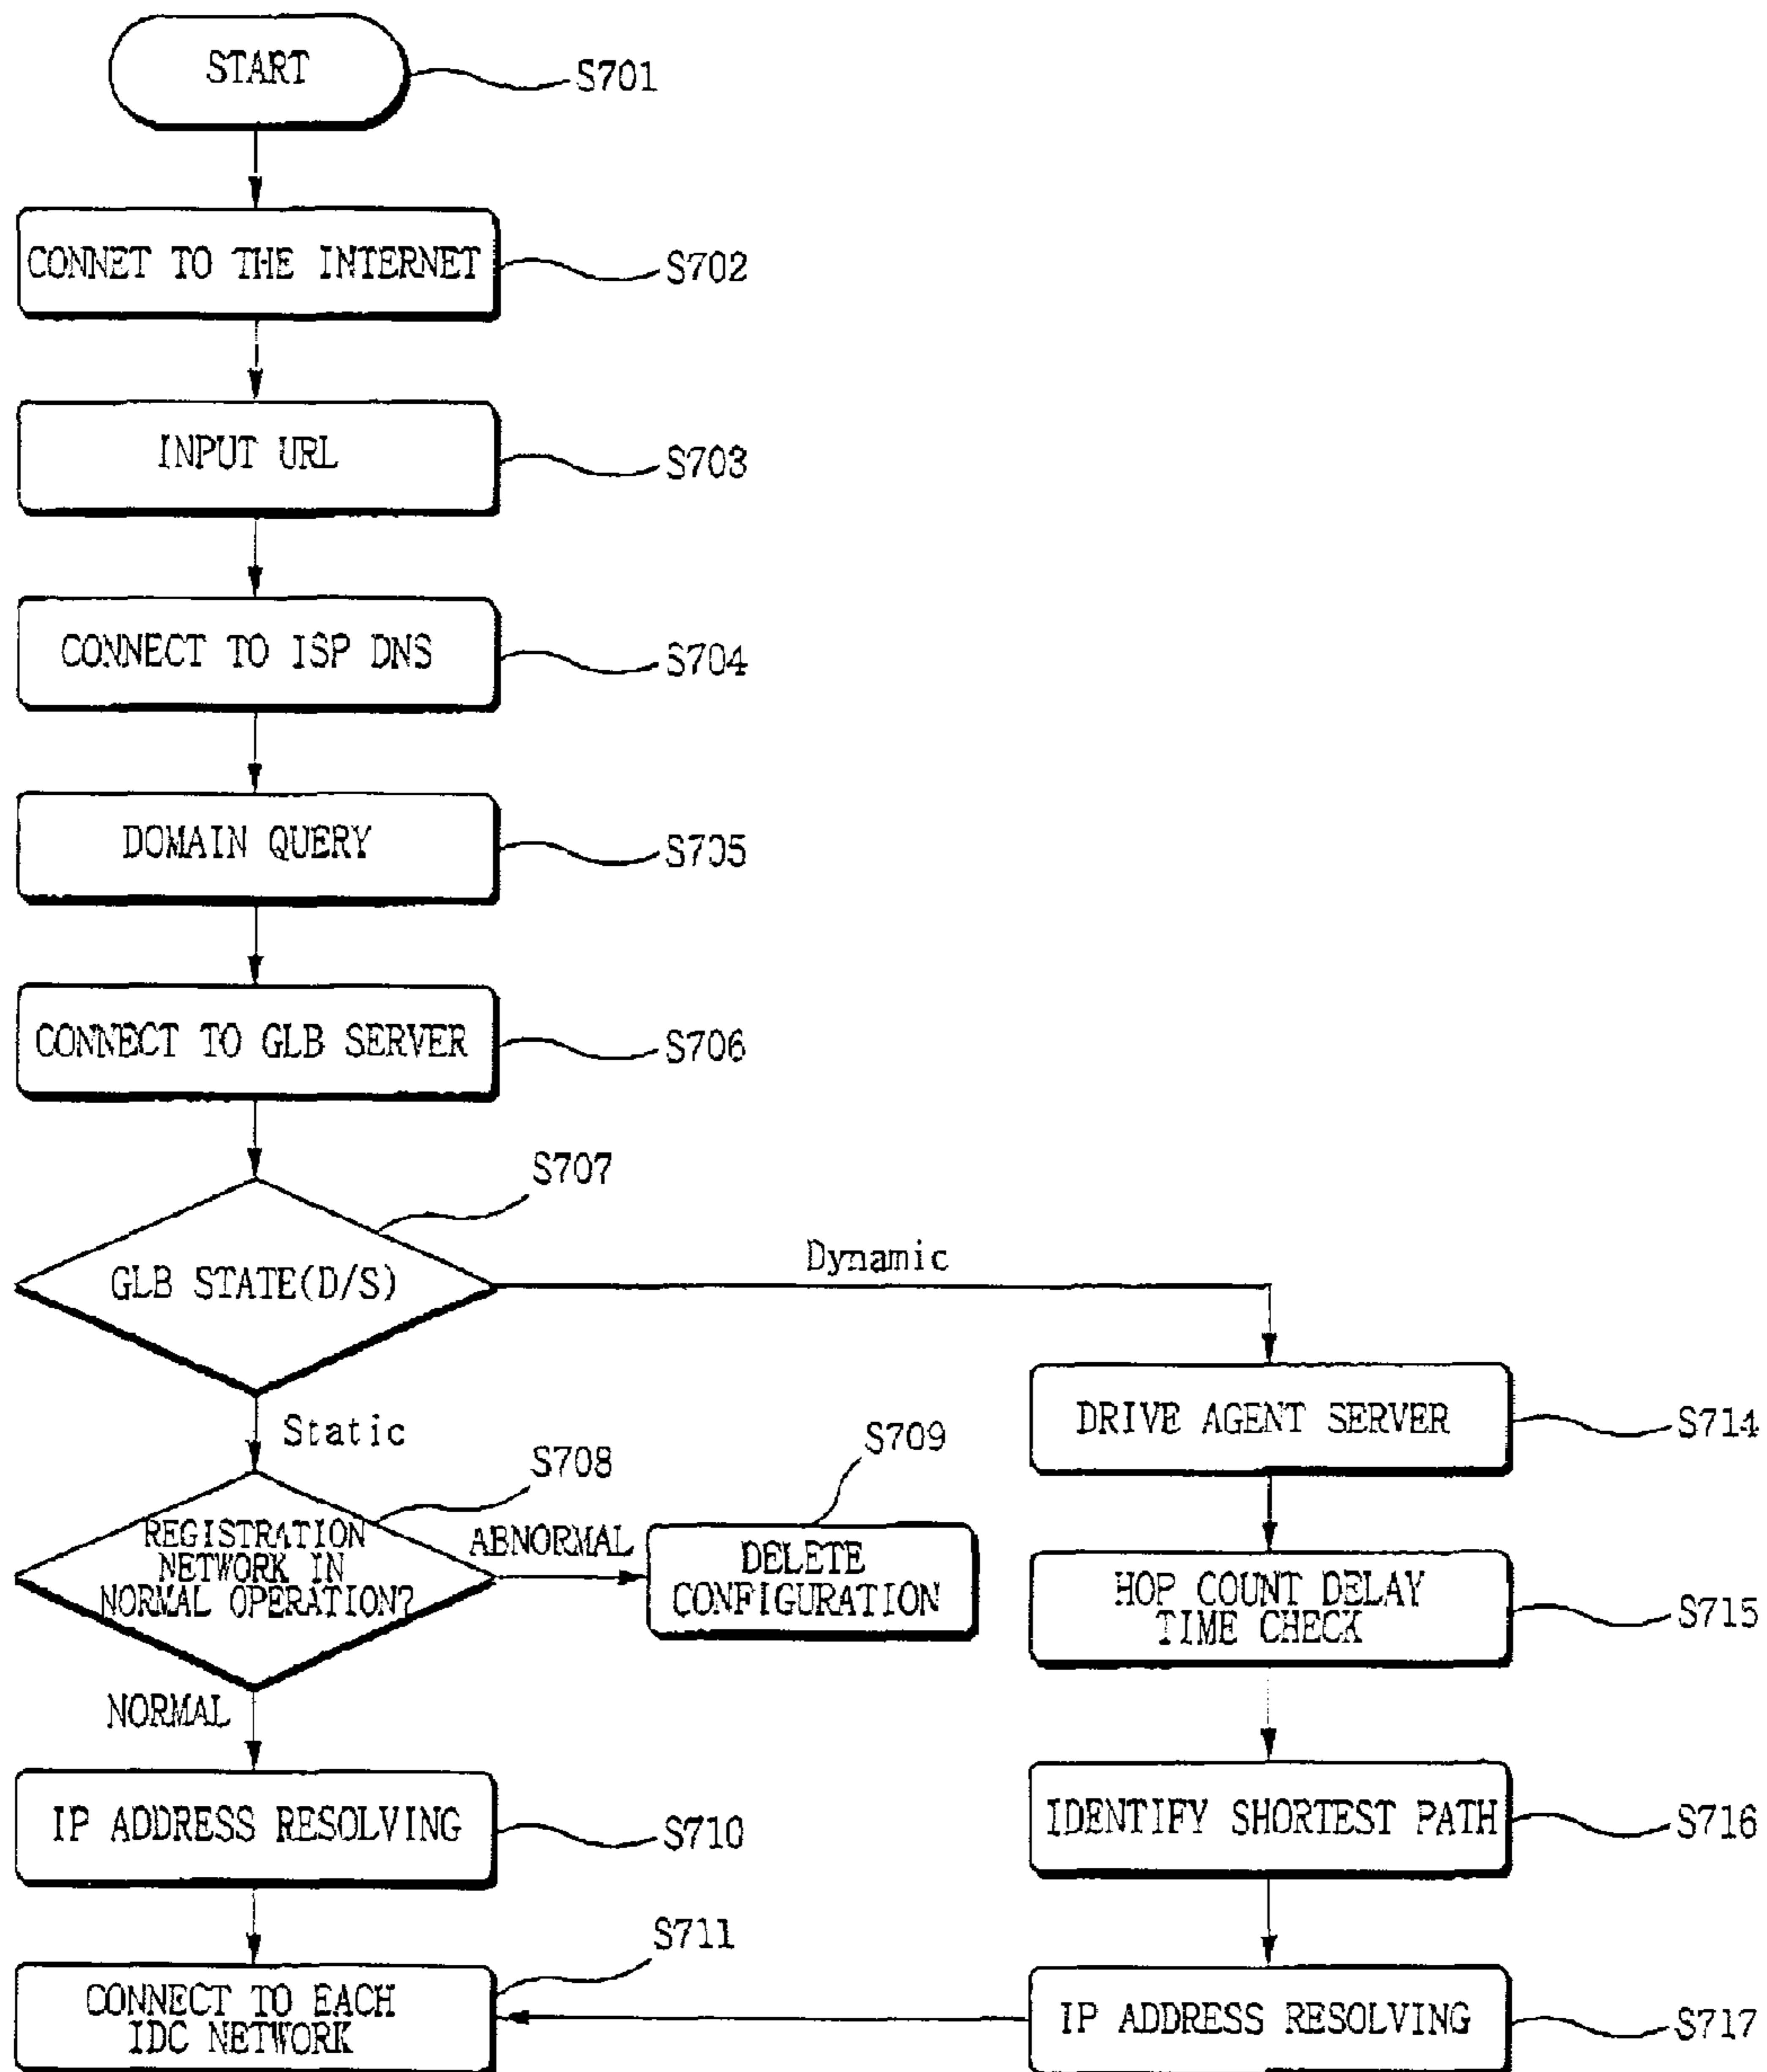 START
S701
CONNET TO THE INTERNET
S702
INPUT URL
S703
CONNECT TO ISP DNS
S704
DOMAIN QUERY
S705
CONNECT TO GLB SERVER
S706
S707
GLB STATE(D/S)
Dynamic
Static
S708
REGISTRATION
NETWORK IN
NORMAL OPERATION?
ABNORMAL
S709
DELETE
CONFIGURATION
NORMAL
IP ADDRESS RESOLVING
S710
S711
CONNECT TO EACH
IDC NETWORK
DRIVE AGENT SERVER
S714
HOP COUNT DELAY
TIME CHECK
S715
IDENTIFY SHORTEST PATH
S716
IP ADDRESS RESOLVING
S717